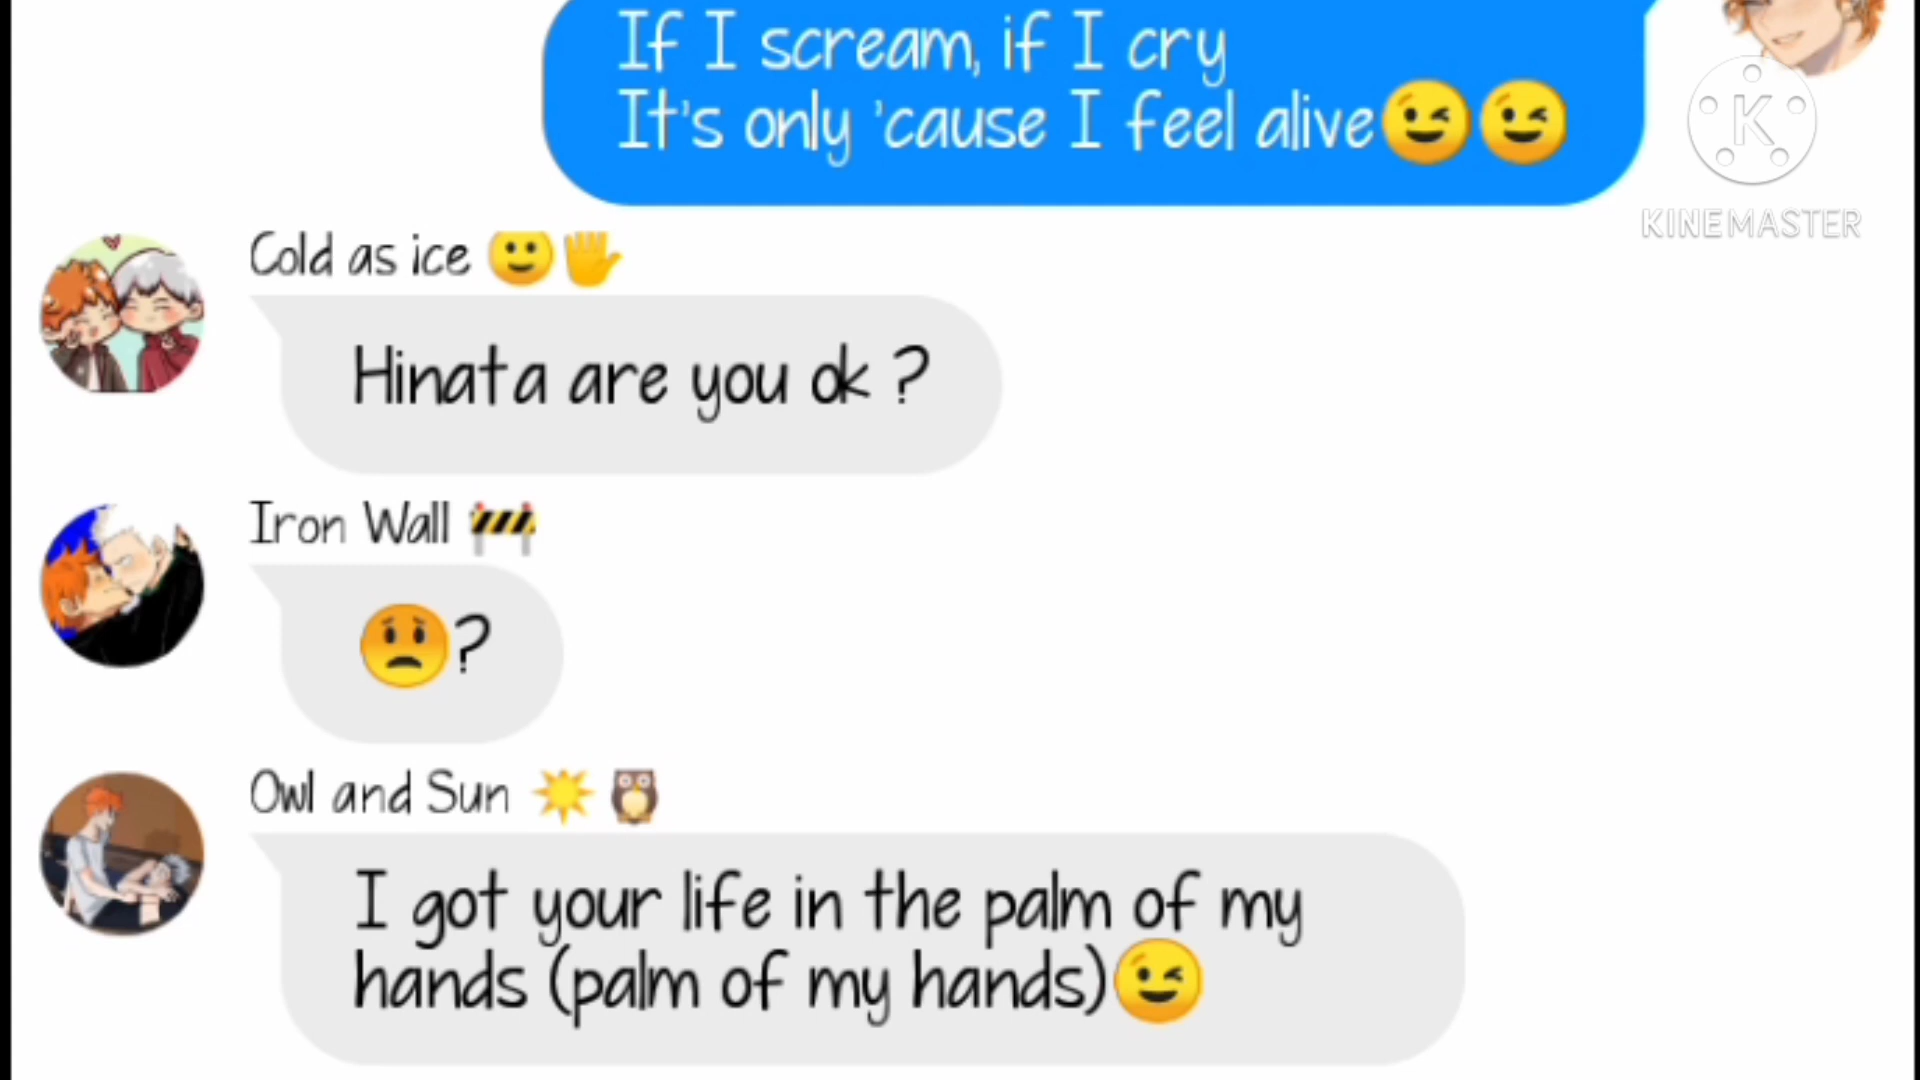 If I scream, if I cry
It's only 'cause I feel alive😉😉
K
KINEMASTER
Cold as ice 🙂🖐
Hinata are you ok ?
Iron Wall 🚧
😟?
Owl and Sun ☀️🦉
I got your life in the palm of my
hands (palm of my hands)😉